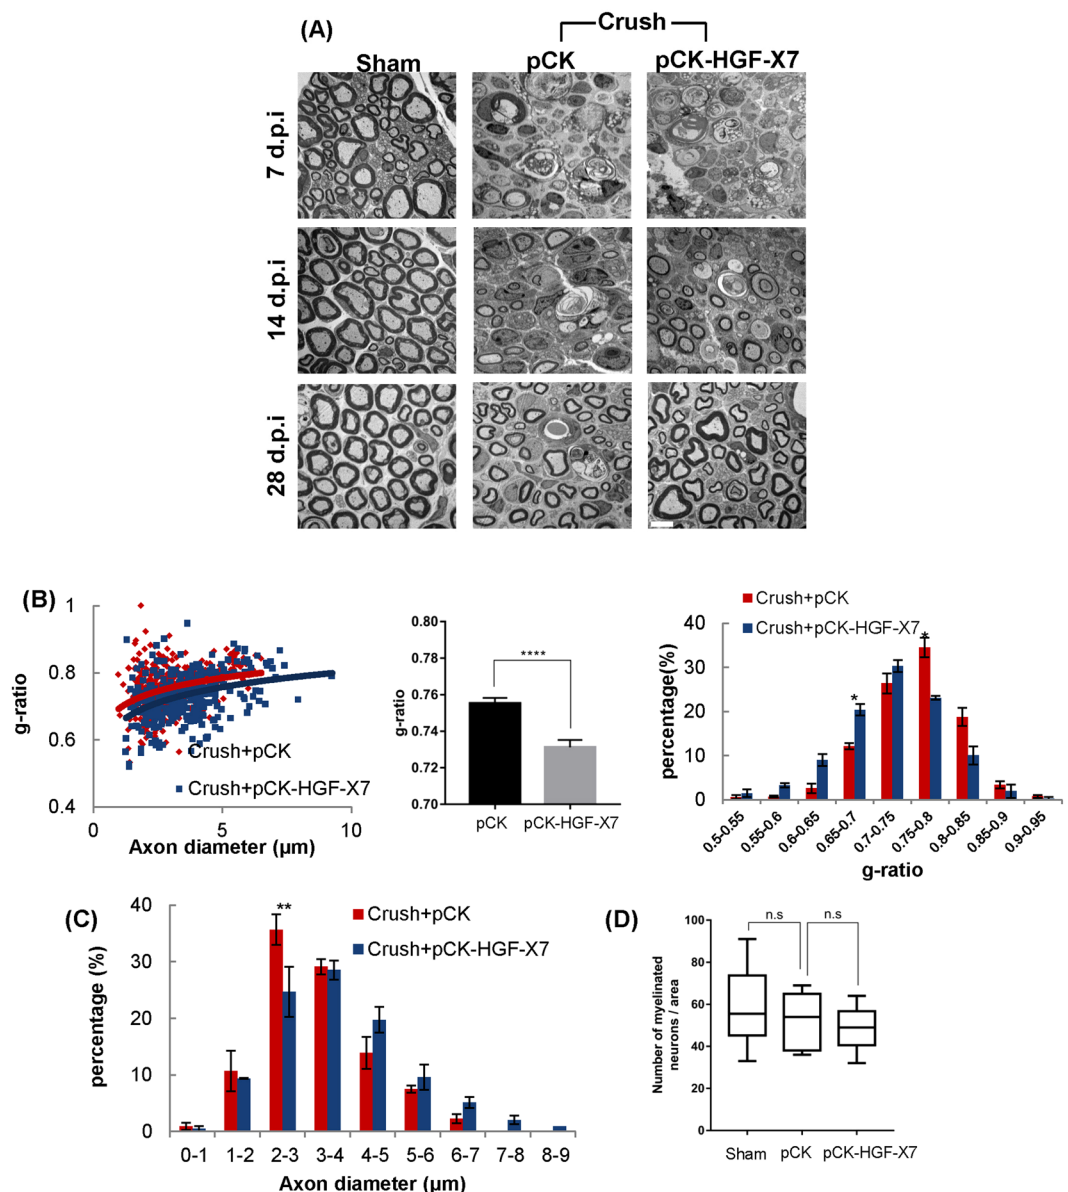 (A)
Crush
Sham
pCK
pCK-HGF-X7
7 d.p.i
14 d.p.i
28 d.p.i
(B)
1
0.8
0.6
0.4
g-ratio
0
5
10
Axon diameter (μm)
Crush+pCK
Crush+pCK-HGF-X7
0.80
0.78
0.76
0.74
0.72
0.70
g-ratio
****
pCK
pCK-HGF-X7
Crush+pCK
Crush+pCK-HGF-X7
40
30
20
10
0
percentage(%)
*
*
0.5-0.55
0.55-0.6
0.6-0.65
0.65-0.7
0.7-0.75
0.75-0.8
0.8-0.85
0.85-0.9
0.9-0.95
g-ratio
(C)
40
30
20
10
0
percentage (%)
**
Crush+pCK
Crush+pCK-HGF-X7
0-1
1-2
2-3
3-4
4-5
5-6
6-7
7-8
8-9
Axon diameter (μm)
(D)
100
80
60
40
20
0
Number of myelinated
neurons / area
n.s
n.s
Sham
pCK
pCK-HGF-X7